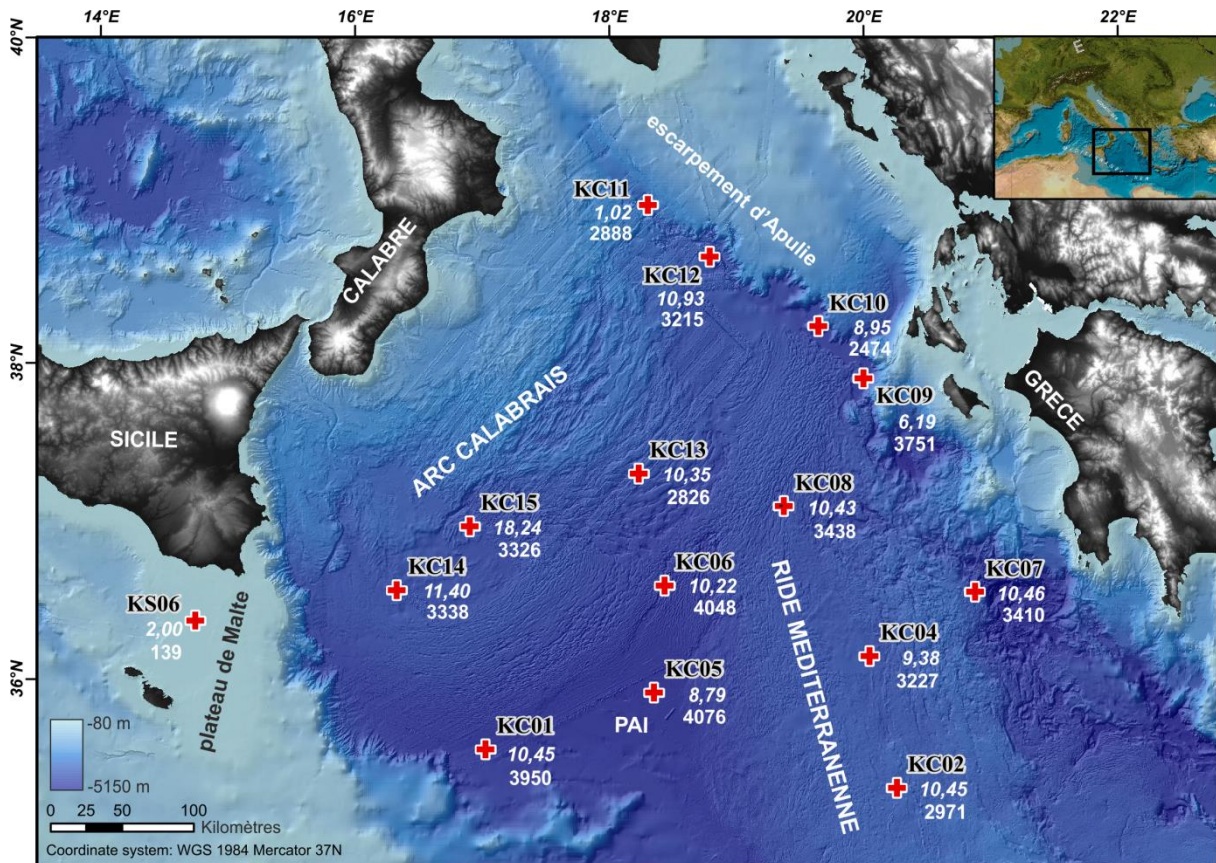 14°E
16°E
18°E
20°E
22°E
40°N
38°N
36°N
E
escarpement d'Apulie
KC11
1,02
2888
CALABRE
KC12
10,93
3215
KC10
8,95
2474
KC09
6,19
3751
GRECE
SICILE
ARC CALABRAIS
KC13
10,35
2826
KC15
18,24
3326
KC08
10,43
3438
KC14
11,40
3338
KC06
10,22
4048
KC07
10,46
3410
KS06
2,00
139
plateau de Malte
RIDE MEDITERRANENNE
KC04
9,38
3227
KC05
8,79
4076
PAI
KC01
10,45
3950
KC02
10,45
2971
-80 m
-5150 m
0 25 50 100
Kilomètres
Coordinate system: WGS 1984 Mercator 37N